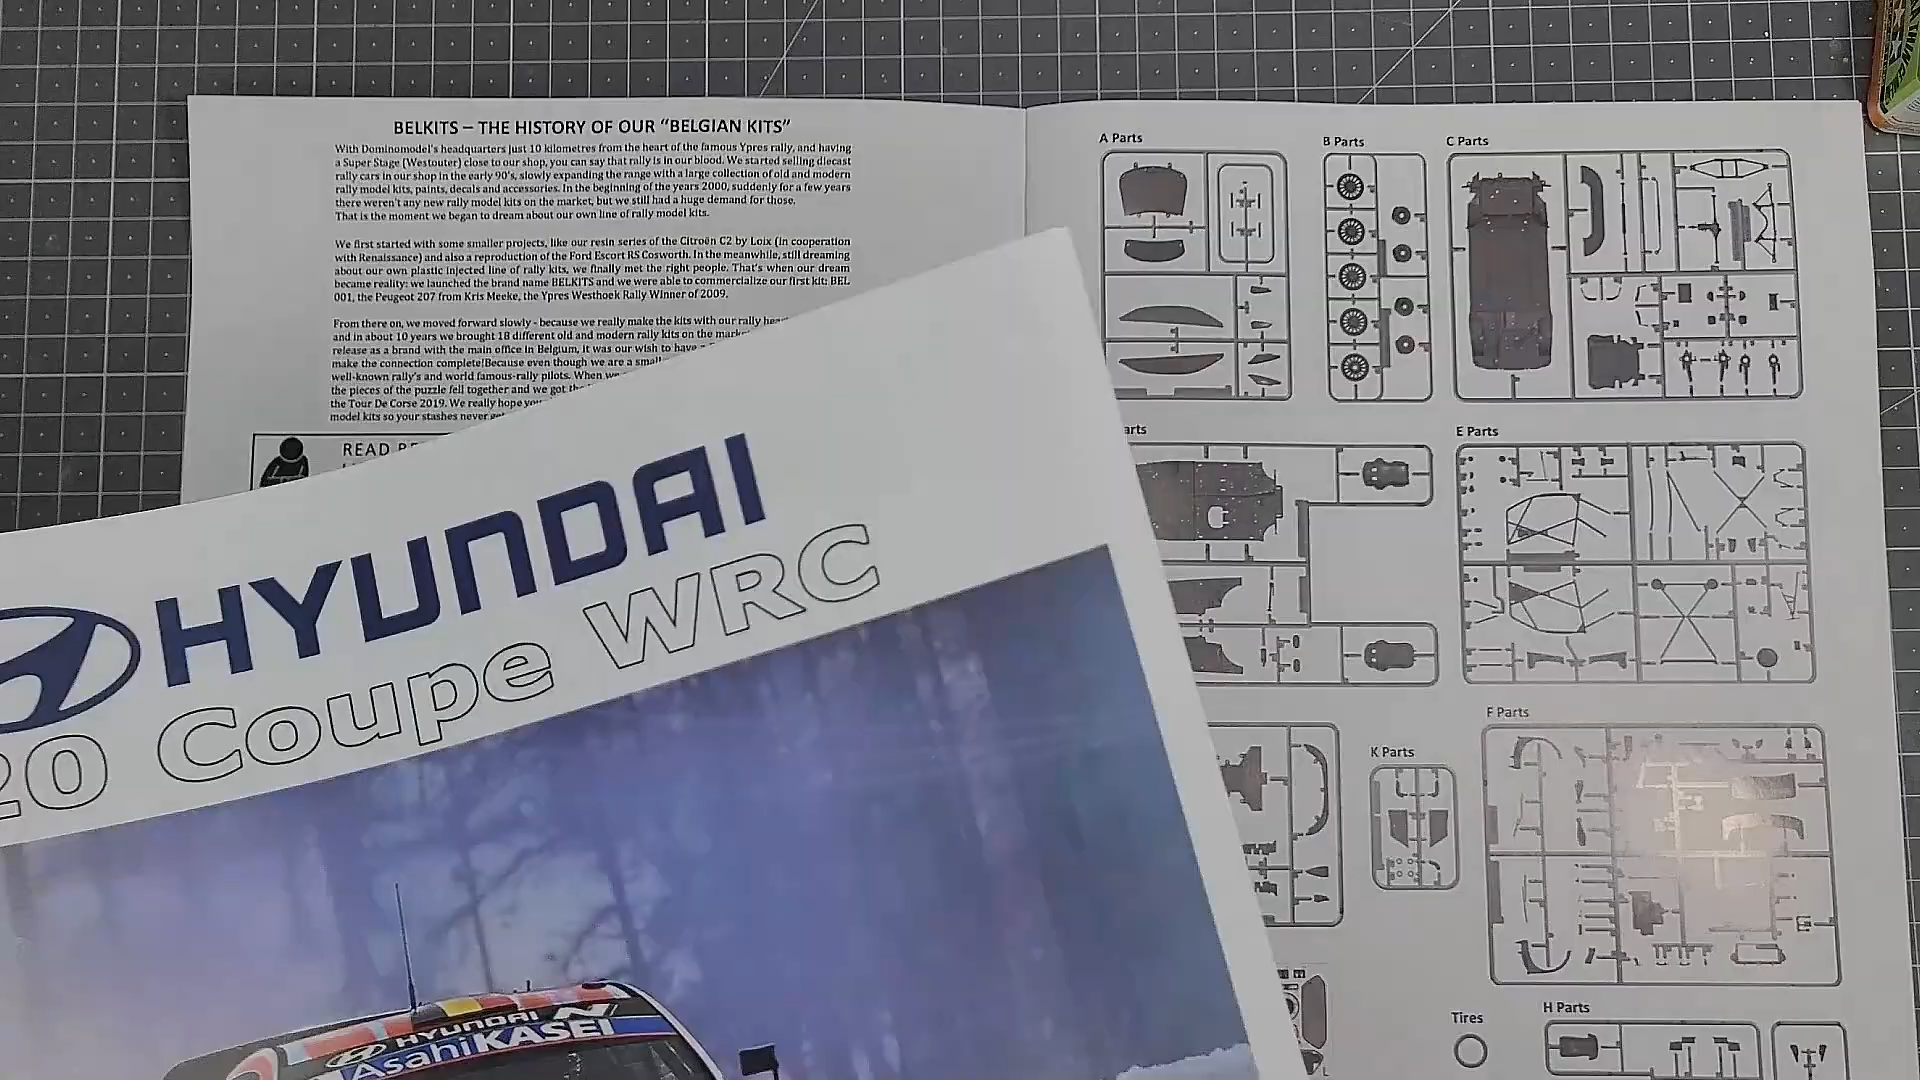 BELKITS – THE HISTORY OF OUR “BELGIAN KITS”
With Dominomodel's headquarters just 10 kilometres from the heart of the famous Ypres rally, and having
a Super Stage (Westouter) close to our shop, you can say that rally is in our blood. We started selling diecast
rally cars in our shop in the early 90's, slowly expanding the range with a large collection of old and modern
rally model kits, paints, decals and accessories. In the beginning of the years 2000, suddenly for a few years
there weren't any new rally model kits on the market, but we still had a huge demand for those.
That is the moment we began to dream about our own line of rally model kits.
We first started with some smaller projects, like our resin series of the Citroën C2 by Loix (in cooperation
with Renaissance) and also a reproduction of the Ford Escort RS Cosworth. In the meanwhile, still dreaming
about our own plastic injected line of rally kits, we finally met the right people. That's when our dream
became reality: we launched the brand name BELKITS and we were able to commercialize our first kit: BEL
001, the Peugeot 207 from Kris Meeke, the Ypres Westhoek Rally Winner of 2009.
From there on, we moved forward slowly - because we really make the kits with our rally
and in about 10 years we brought 18 different old and modern rally kits on the
release as a brand with the main office in Belgium, it was our wish to have
make the connection complete!Because even though we are a
well-known rally's and world famous-rally pilots. When
the pieces of the puzzle fell together and we got
the Tour De Corse 2019. We really hope
model kits so your stashes never
READ
A Parts
B Parts
C Parts
E Parts
F Parts
K Parts
Tires
H Parts
HYUNDAI
20 Coupe WRC
HYUNDAI N
AsahiKASEI